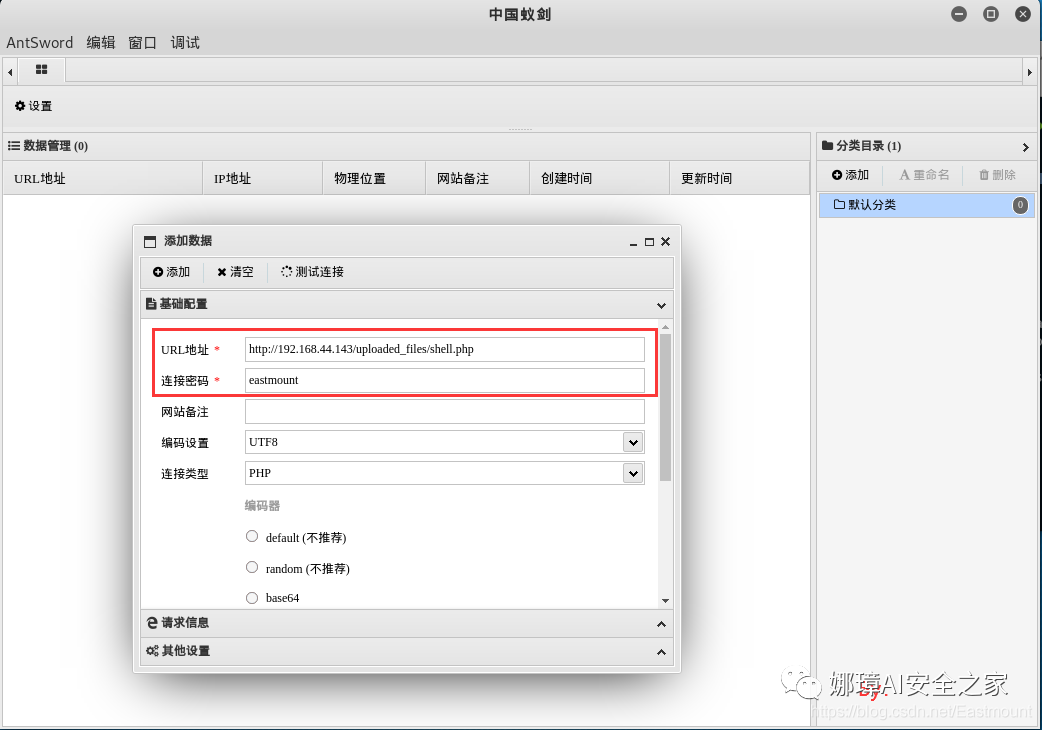 中国蚁剑
AntSword 编辑 窗口 调试
设置
数据管理 (0)
URL地址 IP地址 物理位置 网站备注 创建时间 更新时间
分类目录 (1)
添加 重命名 删除
默认分类 0
添加数据
添加 清空 测试连接
基础配置
URL地址 * http://192.168.44.143/uploaded_files/shell.php
连接密码 * eastmount
网站备注
编码设置 UTF8
连接类型 PHP
编码器
default (不推荐)
random (不推荐)
base64
请求信息
其他设置
娜璋AI安全之家
By:
https://blog.csdn.net/Eastmount